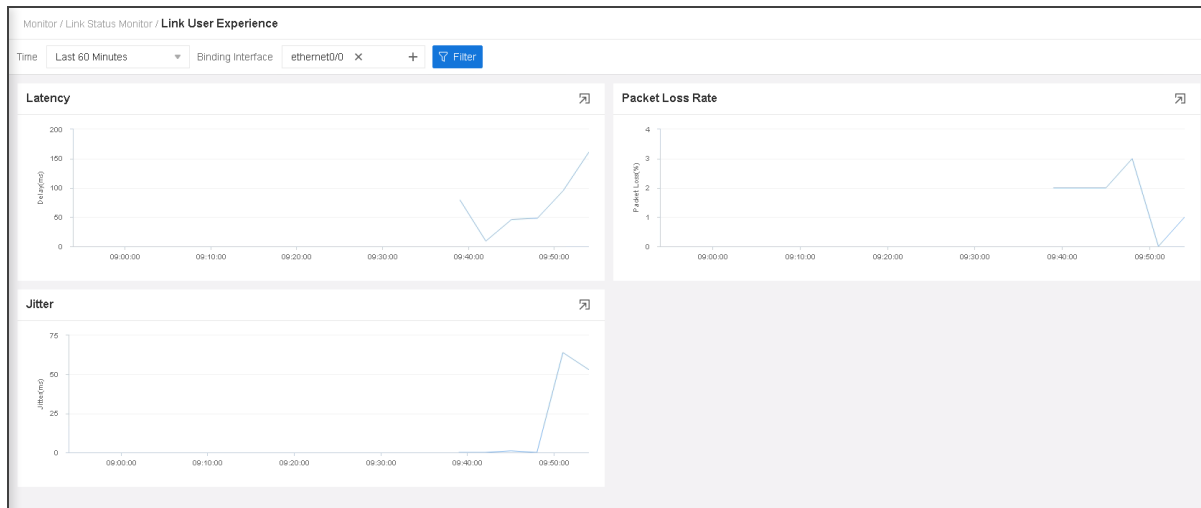 Monitor / Link Status Monitor / Link User Experience
Time Last 60 Minutes Binding Interface ethernet0/0 Filter
Latency
Delay(ms)
200
150
100
50
0
09:00:00 09:10:00 09:20:00 09:30:00 09:40:00 09:50:00
Packet Loss Rate
Packet Loss(%)
4
3
2
1
0
09:00:00 09:10:00 09:20:00 09:30:00 09:40:00 09:50:00
Jitter
Jitter(ms)
75
50
25
0
09:00:00 09:10:00 09:20:00 09:30:00 09:40:00 09:50:00